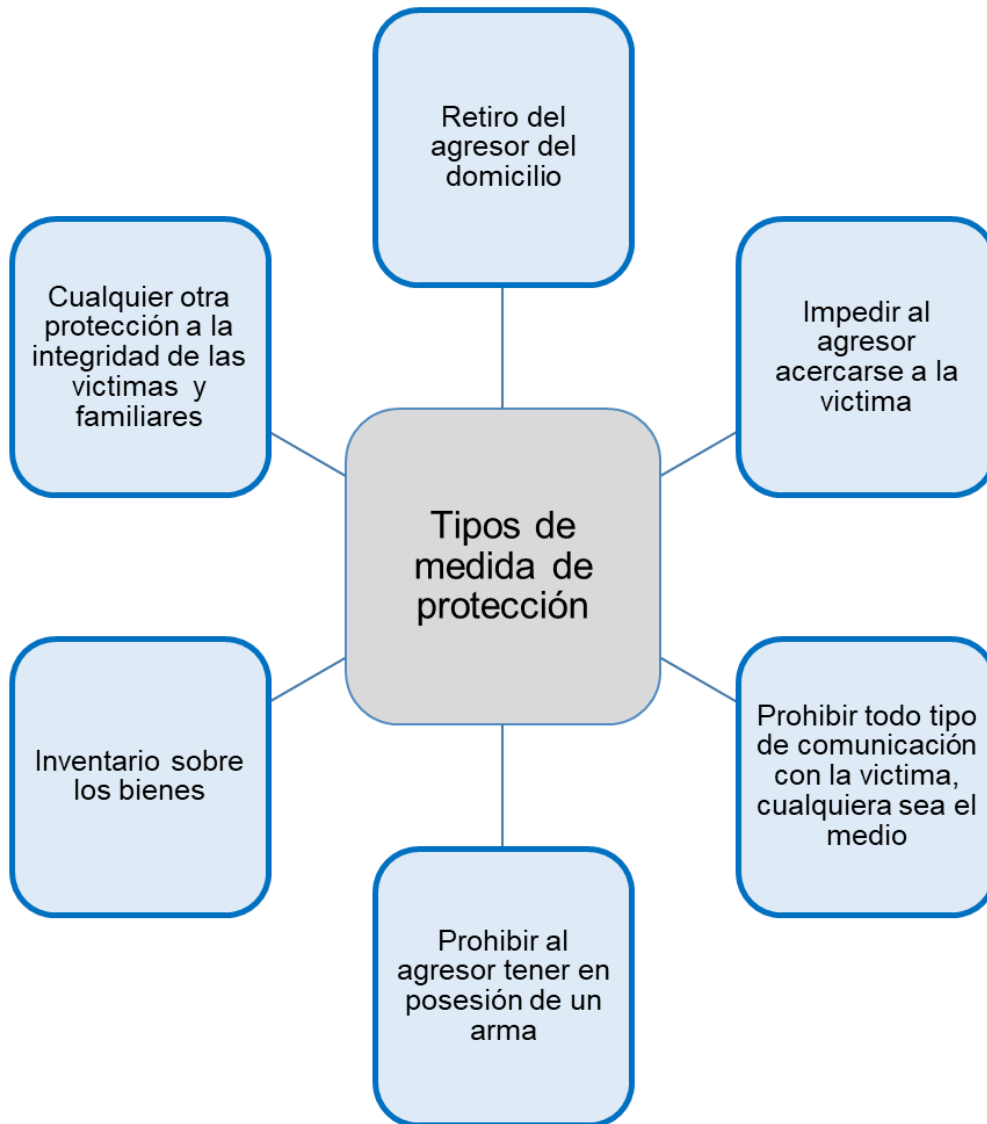 Retiro del
agresor del
domicilio
Impedir al
agresor
acercarse a la
victima
Prohibir todo tipo
de comunicación
con la victima,
cualquiera sea el
medio
Prohibir al
agresor tener en
posesión de un
arma
Inventario sobre
los bienes
Cualquier otra
protección a la
integridad de las
victimas y
familiares
Tipos de
medida de
protección